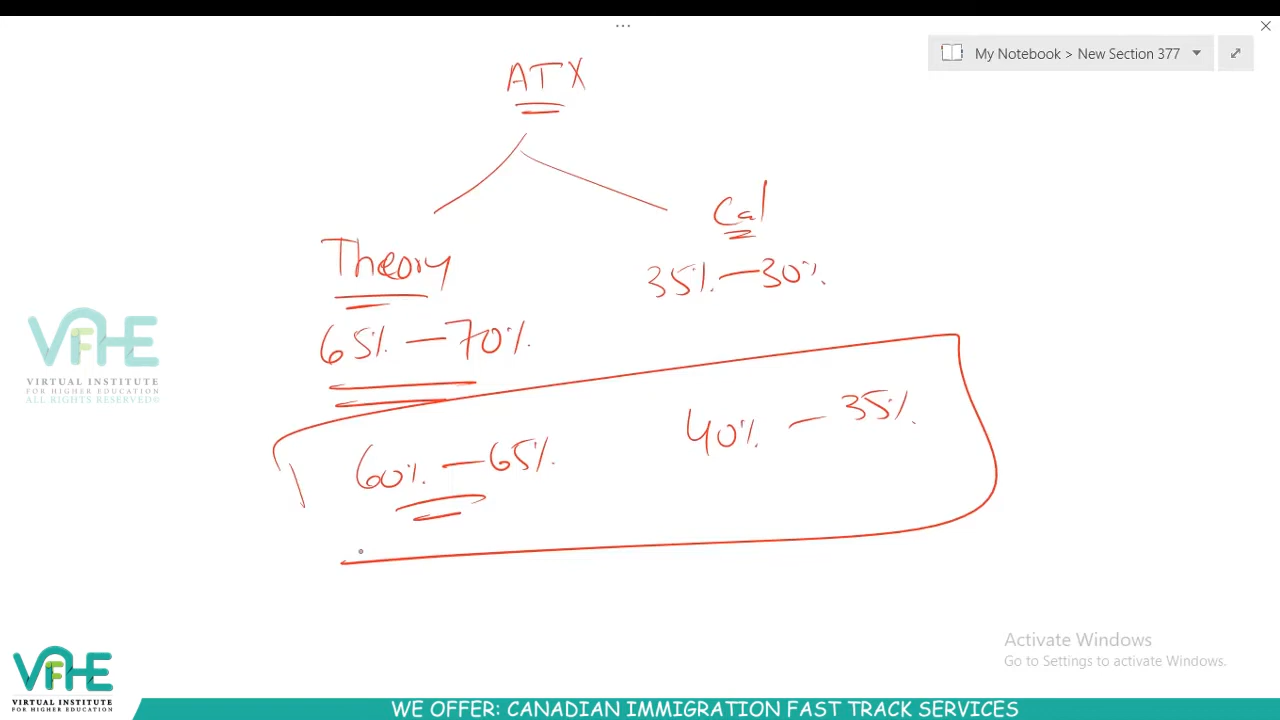 My Notebook > New Section 377
ATX
Cal
Theory
35% - 30%
65% - 70%
40% - 35%
60% - 65%
VIFHE
VIRTUAL INSTITUTE
FOR HIGHER EDUCATION
ALL RIGHTS RESERVED©
Activate Windows
Go to Settings to activate Windows.
VIFHE
VIRTUAL INSTITUTE
FOR HIGHER EDUCATION
WE OFFER: CANADIAN IMMIGRATION FAST TRACK SERVICES